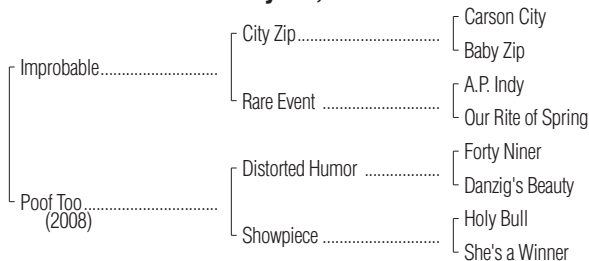 Carson City
City Zip
Baby Zip
Improbable
A.P. Indy
Rare Event
Our Rite of Spring
Forty Niner
Distorted Humor
Danzig's Beauty
Poof Too
(2008)
Holy Bull
Showpiece
She's a Winner